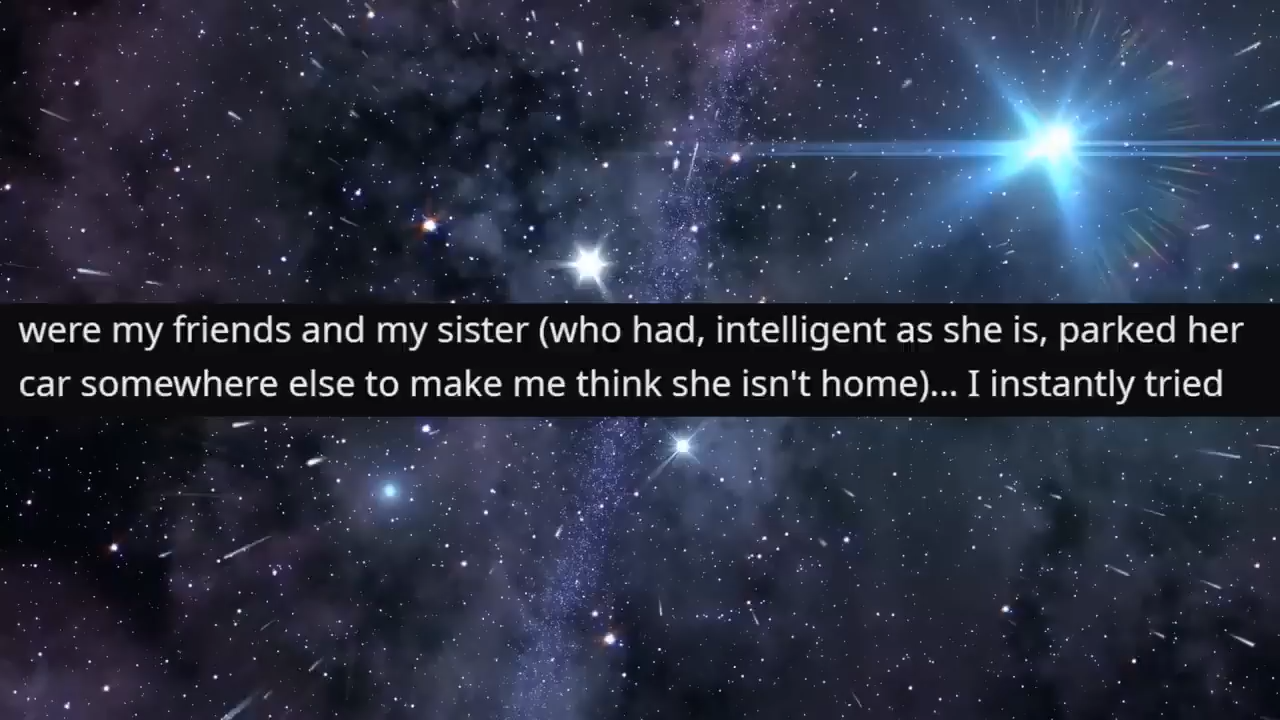 were my friends and my sister (who had, intelligent as she is, parked her
car somewhere else to make me think she isn't home)... I instantly tried